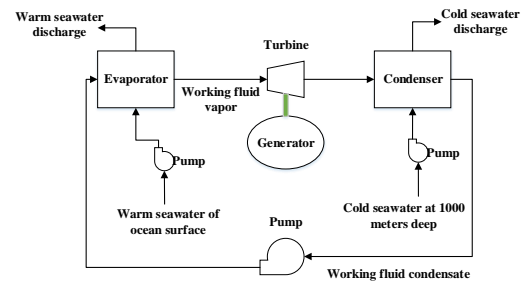 Warm seawater
discharge
Cold seawater
discharge
Turbine
Evaporator
Condenser
Working fluid
vapor
Generator
Pump
Pump
Warm seawater of
ocean surface
Cold seawater at 1000
meters deep
Pump
Working fluid condensate